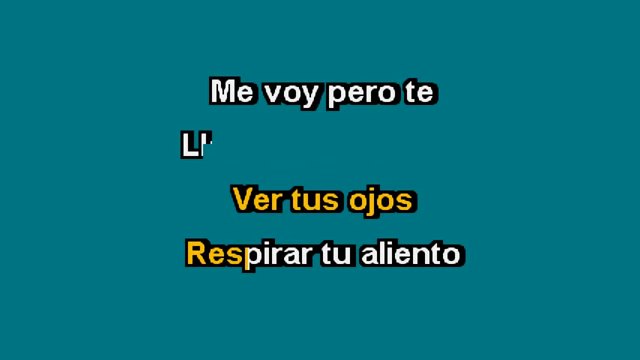 Me voy pero te
Ver tus ojos
Respirar tu aliento